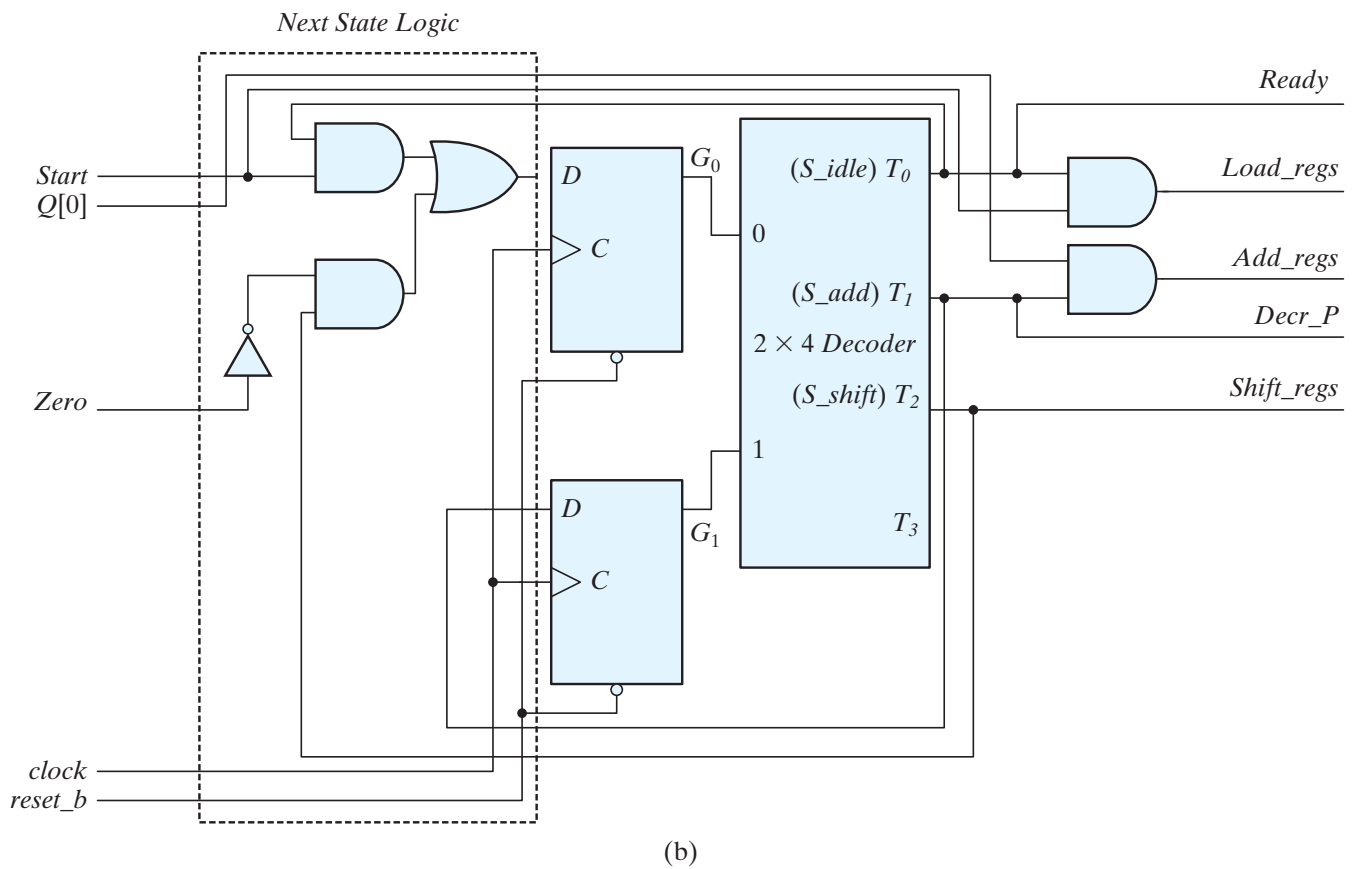 Next State Logic
Ready
Start
Q[0]
Zero
clock
reset_b
D
C
G₀
D
C
G₁
0
1
(S_idle) T₀
(S_add) T₁
2 × 4 Decoder
(S_shift) T₂
T₃
Load_regs
Add_regs
Decr_P
Shift_regs
(b)